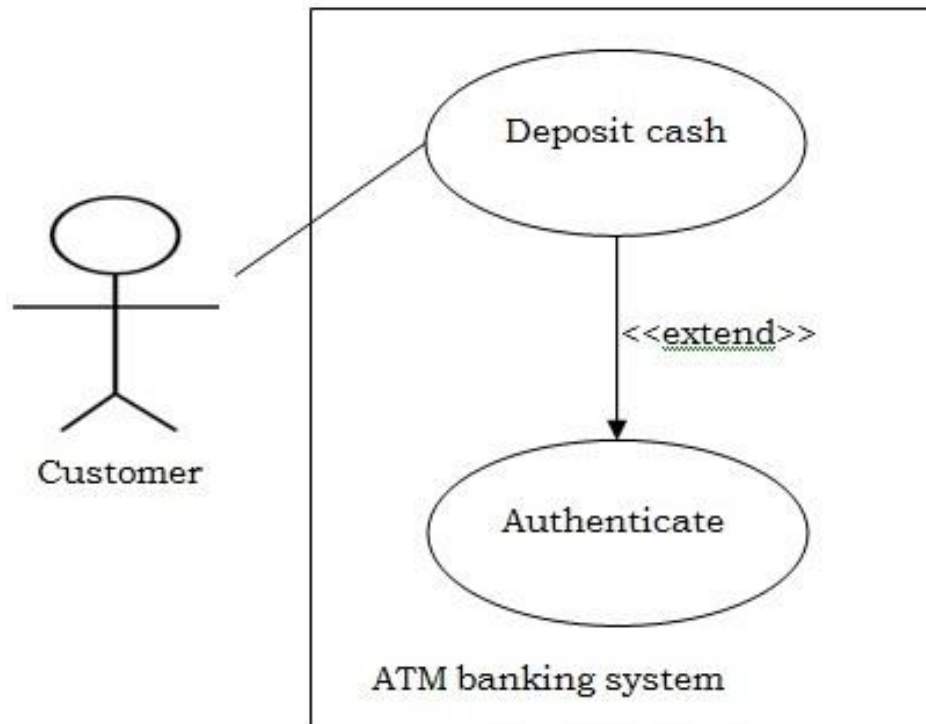 Deposit cash
<<extend>>
Customer
Authenticate
ATM banking system